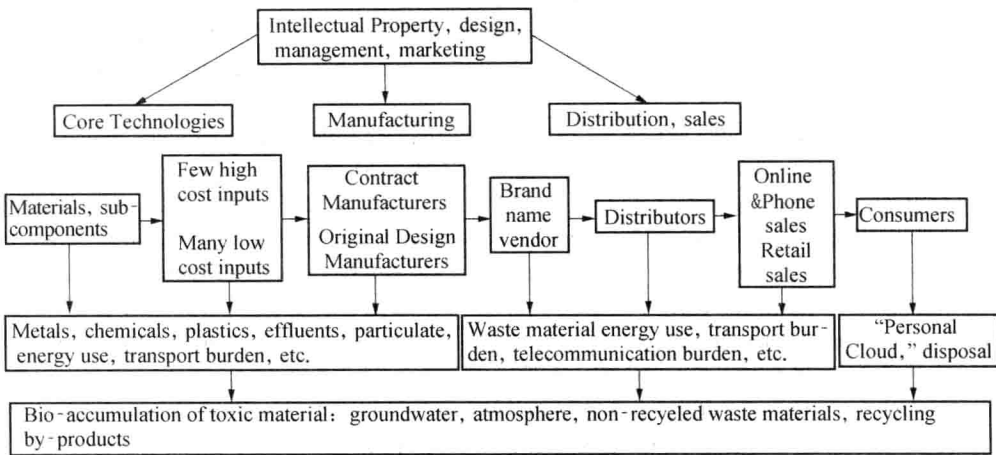 Intellectual Property, design,
management, marketing
Core Technologies
Manufacturing
Distribution, sales
Materials, sub-
components
Few high
cost inputs
Many low
cost inputs
Contract
Manufacturers
Original Design
Manufacturers
Brand
name
vendor
Distributors
Online
&Phone
sales
Retail
sales
Consumers
Metals, chemicals, plastics, effluents, particulate,
energy use, transport burden, etc.
Waste material energy use, transport bur-
den, telecommunication burden, etc.
“Personal
Cloud,” disposal
Bio-accumulation of toxic material: groundwater, atmosphere, non-recyeled waste materials, recycling
by-products